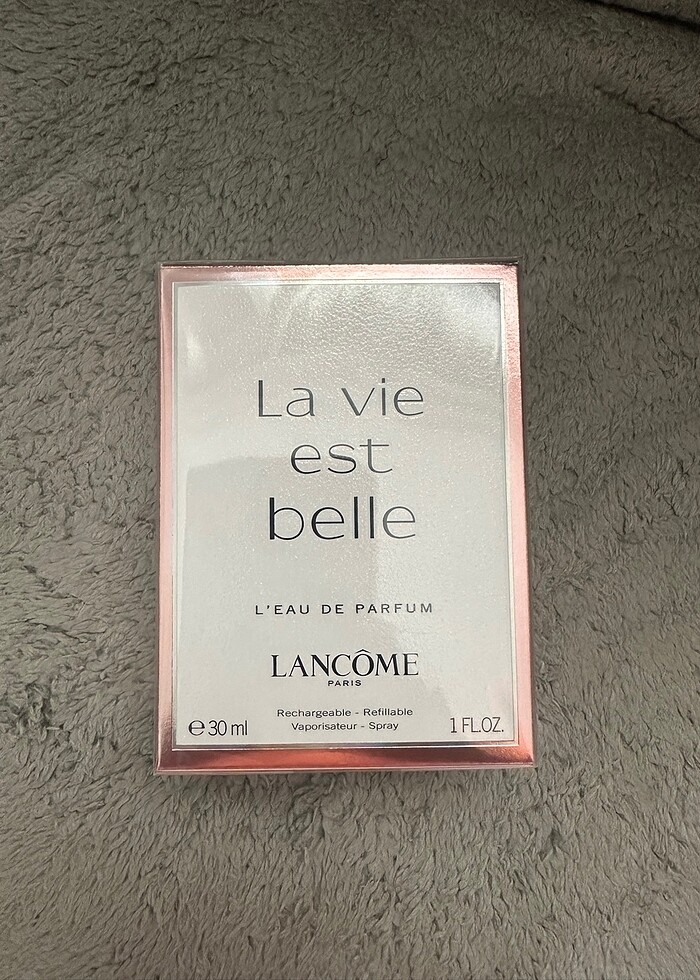 La vie
est
belle
L'EAU DE PARFUM
LANCÔME
PARIS
Rechargeable - Refillable
Vaporisateur - Spray
℮30 ml
1 FL.OZ.